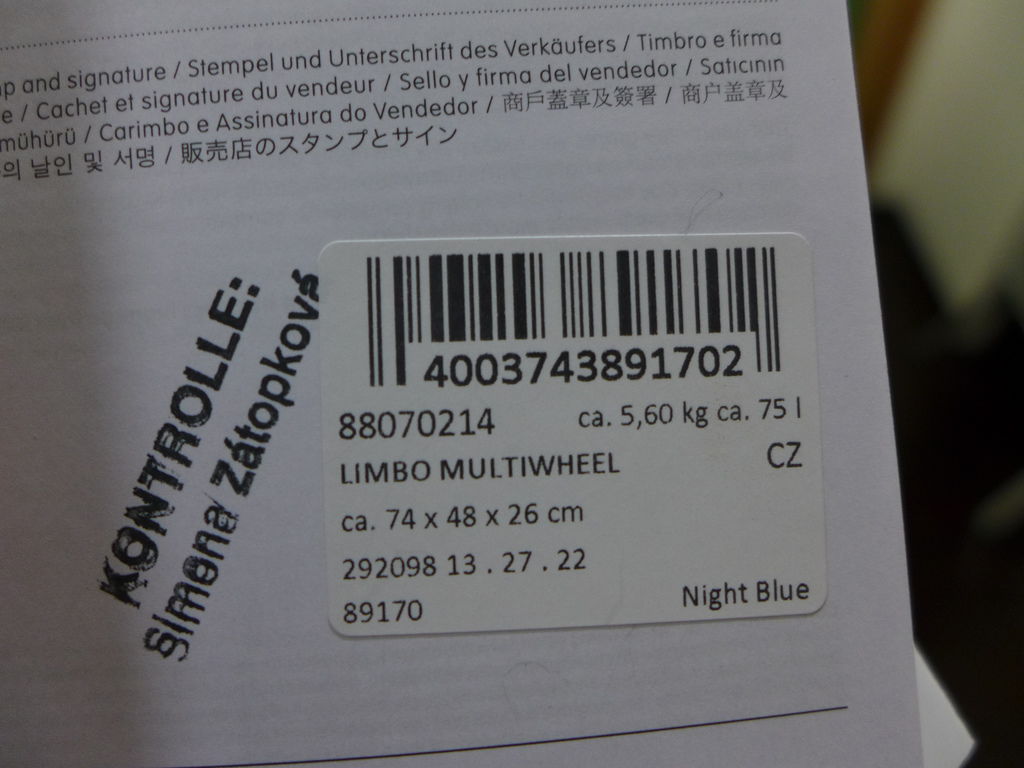 and signature / Stempel und Unterschrift des Verkäufers / Timbro e firma
e / Cachet et signature du vendeur / Sello y firma del vendedor / Satıcının
mühürü / Carimbo e Assinatura do Vendedor / 商戶蓋章及簽署 / 商户盖章及
의 날인 및 서명 / 販売店のスタンプとサイン
KONTROLLE:
Simona Zátopková
4003743891702
88070214 ca. 5,60 kg ca. 75 l
LIMBO MULTIWHEEL CZ
ca. 74 x 48 x 26 cm
292098 13 . 27 . 22
89170 Night Blue